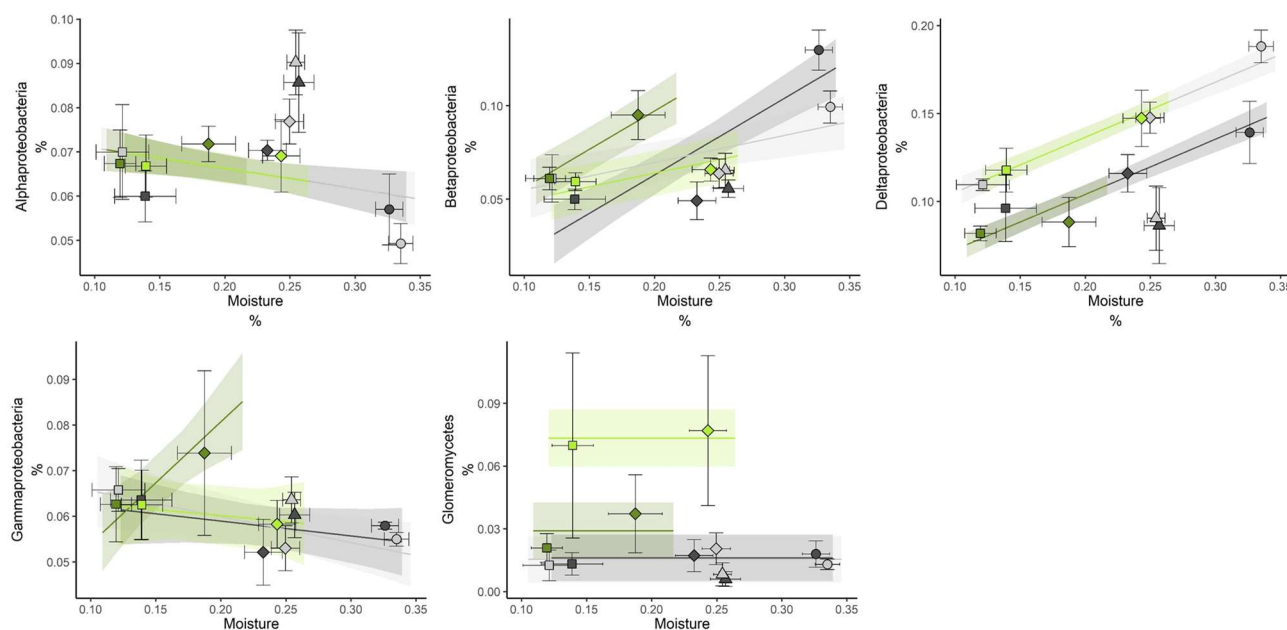 Alphaproteobacteria
%
0.10
0.09
0.08
0.07
0.06
0.05
0.10 0.15 0.20 0.25 0.30 0.35
Moisture
%
Betaproteobacteria
%
0.10
0.05
0.10 0.15 0.20 0.25 0.30 0.35
Moisture
%
Deltaproteobacteria
%
0.20
0.15
0.10
0.10 0.15 0.20 0.25 0.30 0.35
Moisture
%
Gammaproteobacteria
%
0.09
0.08
0.07
0.06
0.05
0.10 0.15 0.20 0.25 0.30 0.35
Moisture
Glomeromycetes
%
0.09
0.06
0.03
0.00
0.10 0.15 0.20 0.25 0.30 0.35
Moisture